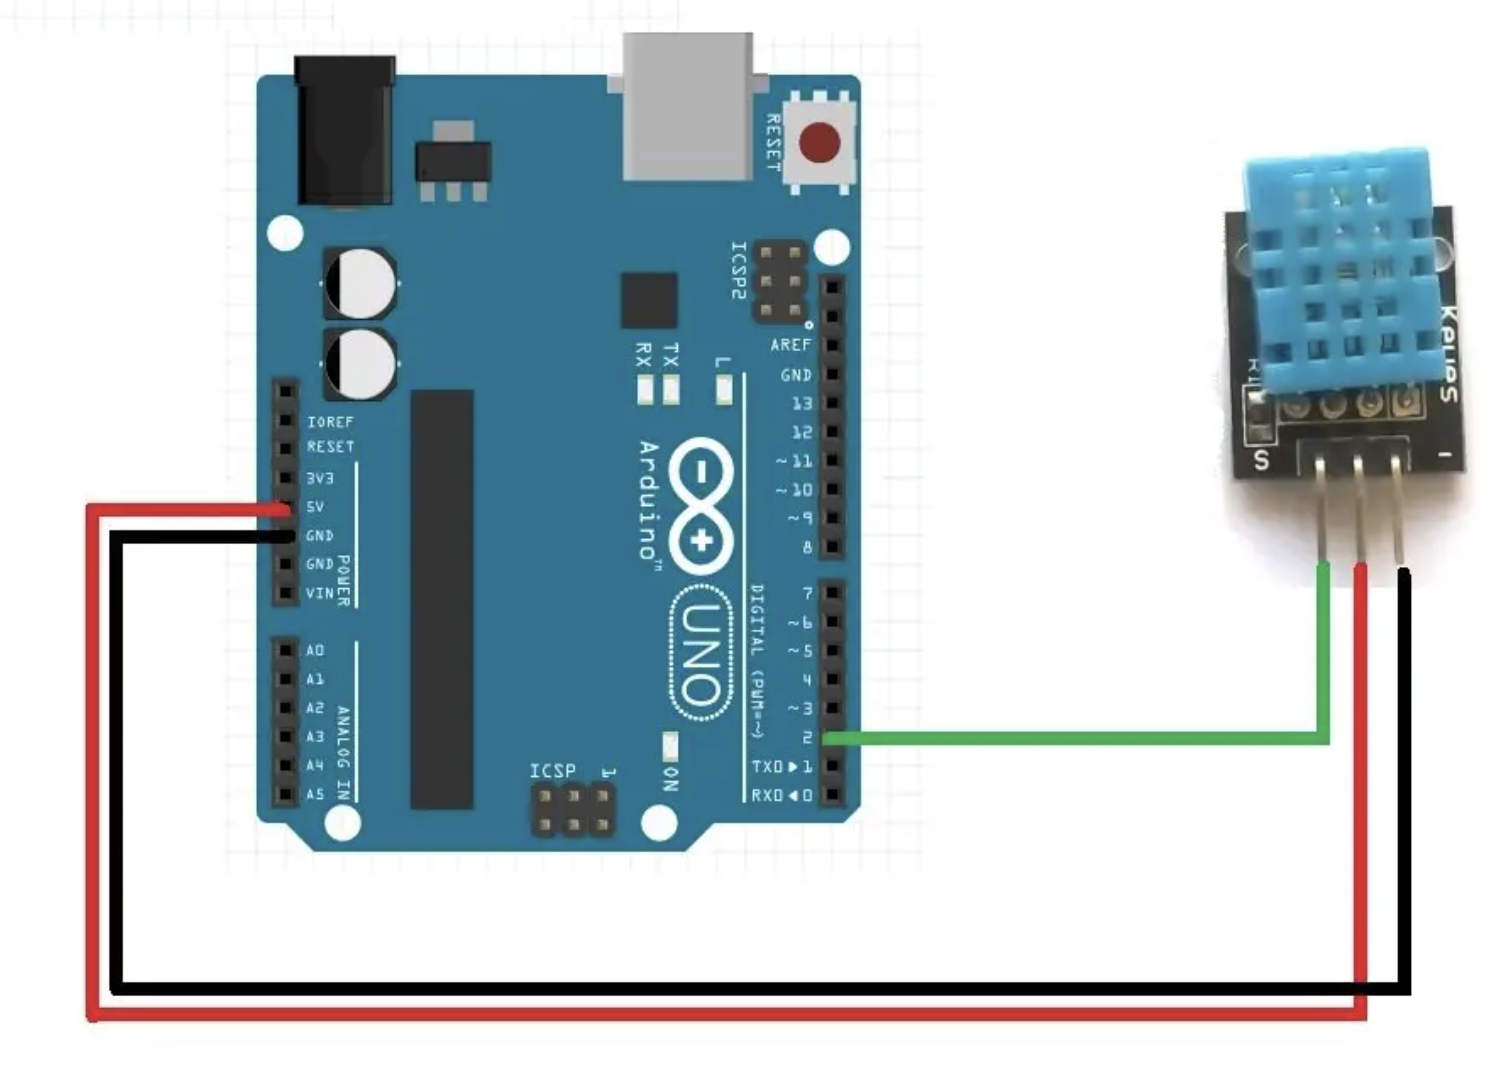 RESET
ICSP2
AREF
GND
13
12
~ 11
~ 10
~ 9
8
RX
TX
L
IOREF
RESET
3V3
5V
GND
GND
VIN
POWER
A0
A1
A2
A3
A4
A5
ANALOG IN
Arduino™
UNO
7
~ 6
~ 5
4
~ 3
2
TX0 ▶ 1
RX0 ◀ 0
DIGITAL (PWM=~)
ICSP
1
ON
S
-